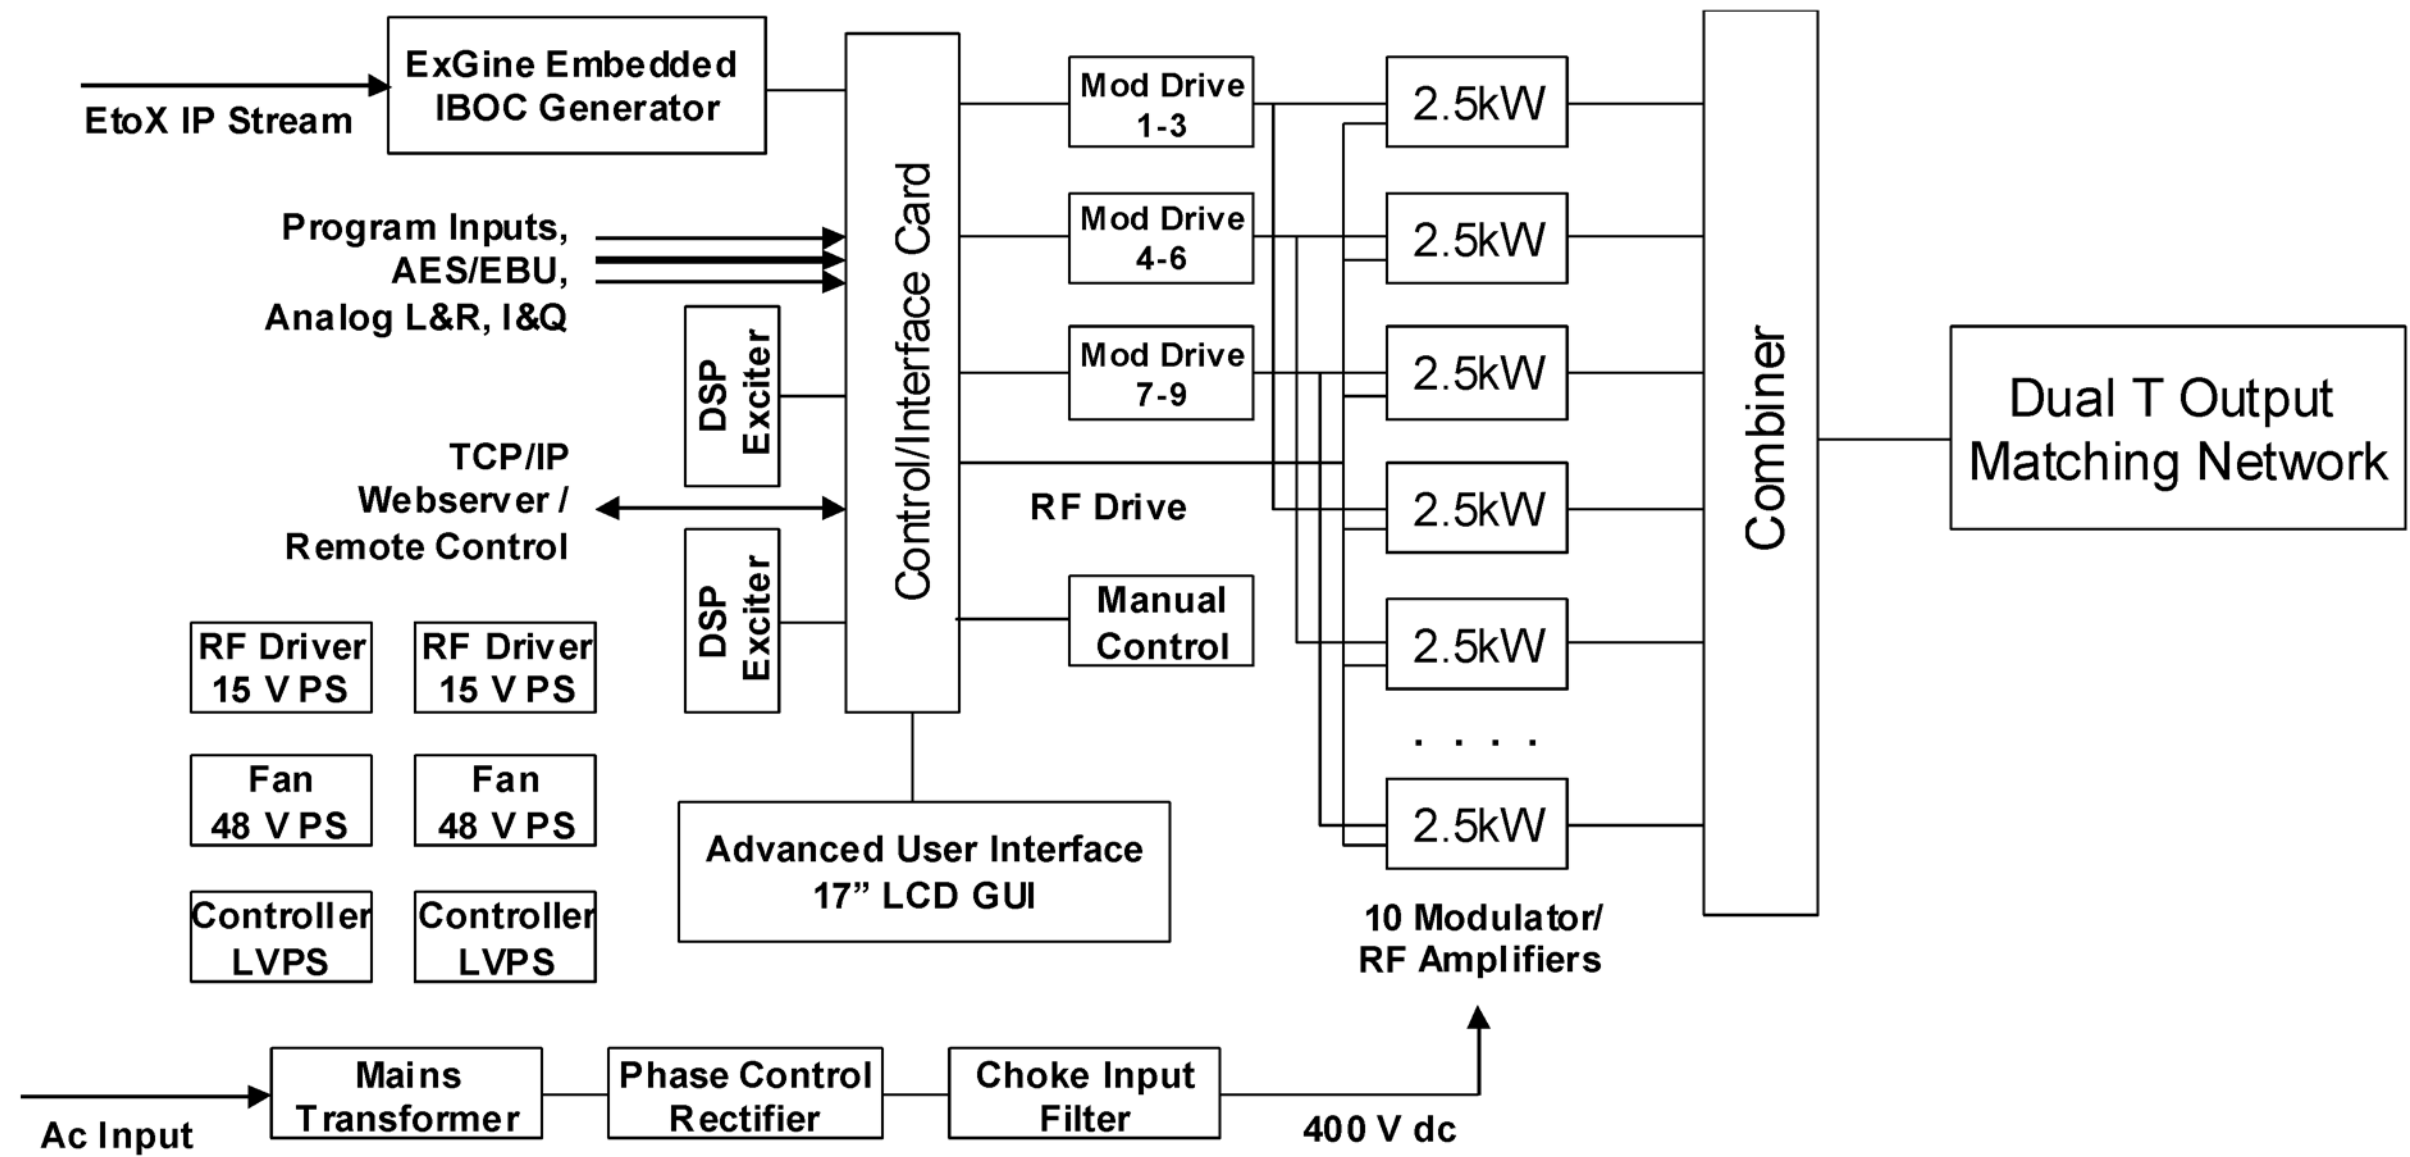 ExGine Embedded
IBOC Generator
EtoX IP Stream
Program Inputs,
AES/EBU,
Analog L&R, I&Q
DSP
Exciter
TCP/IP
Webserver /
Remote Control
DSP
Exciter
Control/Interface Card
Mod Drive
1-3
Mod Drive
4-6
Mod Drive
7-9
RF Drive
Manual
Control
2.5kW
2.5kW
2.5kW
2.5kW
2.5kW
. . . .
2.5kW
10 Modulator/
RF Amplifiers
Combiner
Dual T Output
Matching Network
RF Driver
15 V PS
RF Driver
15 V PS
Fan
48 V PS
Fan
48 V PS
Controller
LVPS
Controller
LVPS
Advanced User Interface
17” LCD GUI
Ac Input
Mains
Transformer
Phase Control
Rectifier
Choke Input
Filter
400 V dc